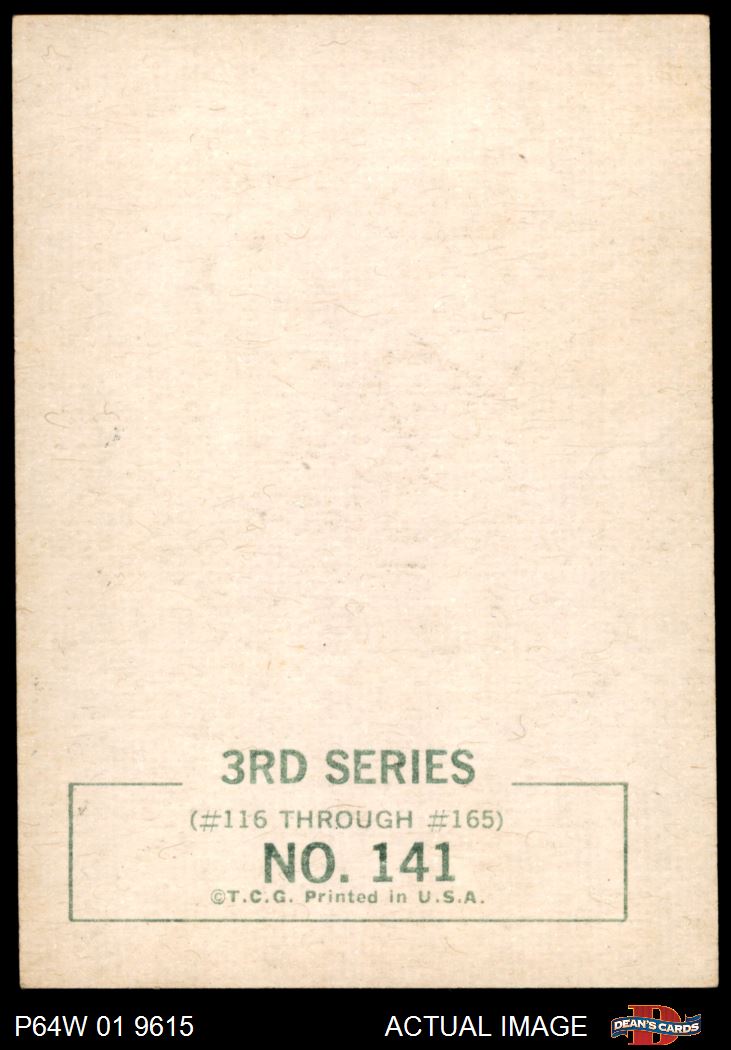 3RD SERIES
(#116 THROUGH #165)
NO. 141
©T.C.G. Printed in U.S.A.
P64W 01 9615
ACTUAL IMAGE
D
DEAN'S CARDS